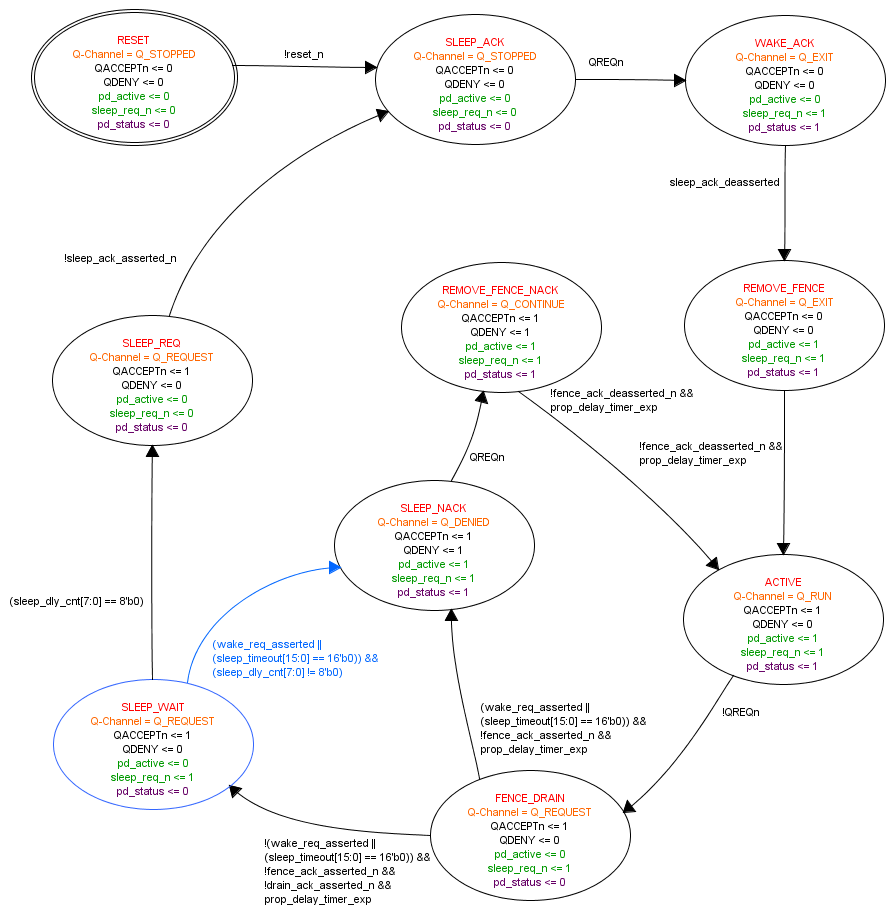 RESET
Q-Channel = Q_STOPPED
QACCEPTn <= 0
QDENY <= 0
pd_active <= 0
sleep_req_n <= 0
pd_status <= 0
!reset_n
SLEEP_ACK
Q-Channel = Q_STOPPED
QACCEPTn <= 0
QDENY <= 0
pd_active <= 0
sleep_req_n <= 0
pd_status <= 0
QREQn
WAKE_ACK
Q-Channel = Q_EXIT
QACCEPTn <= 0
QDENY <= 0
pd_active <= 0
sleep_req_n <= 1
pd_status <= 1
sleep_ack_deasserted
!sleep_ack_asserted_n
REMOVE_FENCE_NACK
Q-Channel = Q_CONTINUE
QACCEPTn <= 1
QDENY <= 1
pd_active <= 1
sleep_req_n <= 1
pd_status <= 1
REMOVE_FENCE
Q-Channel = Q_EXIT
QACCEPTn <= 0
QDENY <= 0
pd_active <= 1
sleep_req_n <= 1
pd_status <= 1
SLEEP_REQ
Q-Channel = Q_REQUEST
QACCEPTn <= 1
QDENY <= 0
pd_active <= 0
sleep_req_n <= 0
pd_status <= 0
!fence_ack_deasserted_n &&
prop_delay_timer_exp
!fence_ack_deasserted_n &&
prop_delay_timer_exp
QREQn
SLEEP_NACK
Q-Channel = Q_DENIED
QACCEPTn <= 1
QDENY <= 1
pd_active <= 1
sleep_req_n <= 1
pd_status <= 1
ACTIVE
Q-Channel = Q_RUN
QACCEPTn <= 1
QDENY <= 0
pd_active <= 1
sleep_req_n <= 1
pd_status <= 1
(sleep_dly_cnt[7:0] == 8'b0)
(wake_req_asserted ||
(sleep_timeout[15:0] == 16'b0)) &&
(sleep_dly_cnt[7:0] != 8'b0)
SLEEP_WAIT
Q-Channel = Q_REQUEST
QACCEPTn <= 1
QDENY <= 0
pd_active <= 0
sleep_req_n <= 1
pd_status <= 0
(wake_req_asserted ||
(sleep_timeout[15:0] == 16'b0)) &&
!fence_ack_asserted_n &&
prop_delay_timer_exp
!QREQn
FENCE_DRAIN
Q-Channel = Q_REQUEST
QACCEPTn <= 1
QDENY <= 0
pd_active <= 0
sleep_req_n <= 1
pd_status <= 0
!(wake_req_asserted ||
(sleep_timeout[15:0] == 16'b0)) &&
!fence_ack_asserted_n &&
!drain_ack_asserted_n &&
prop_delay_timer_exp